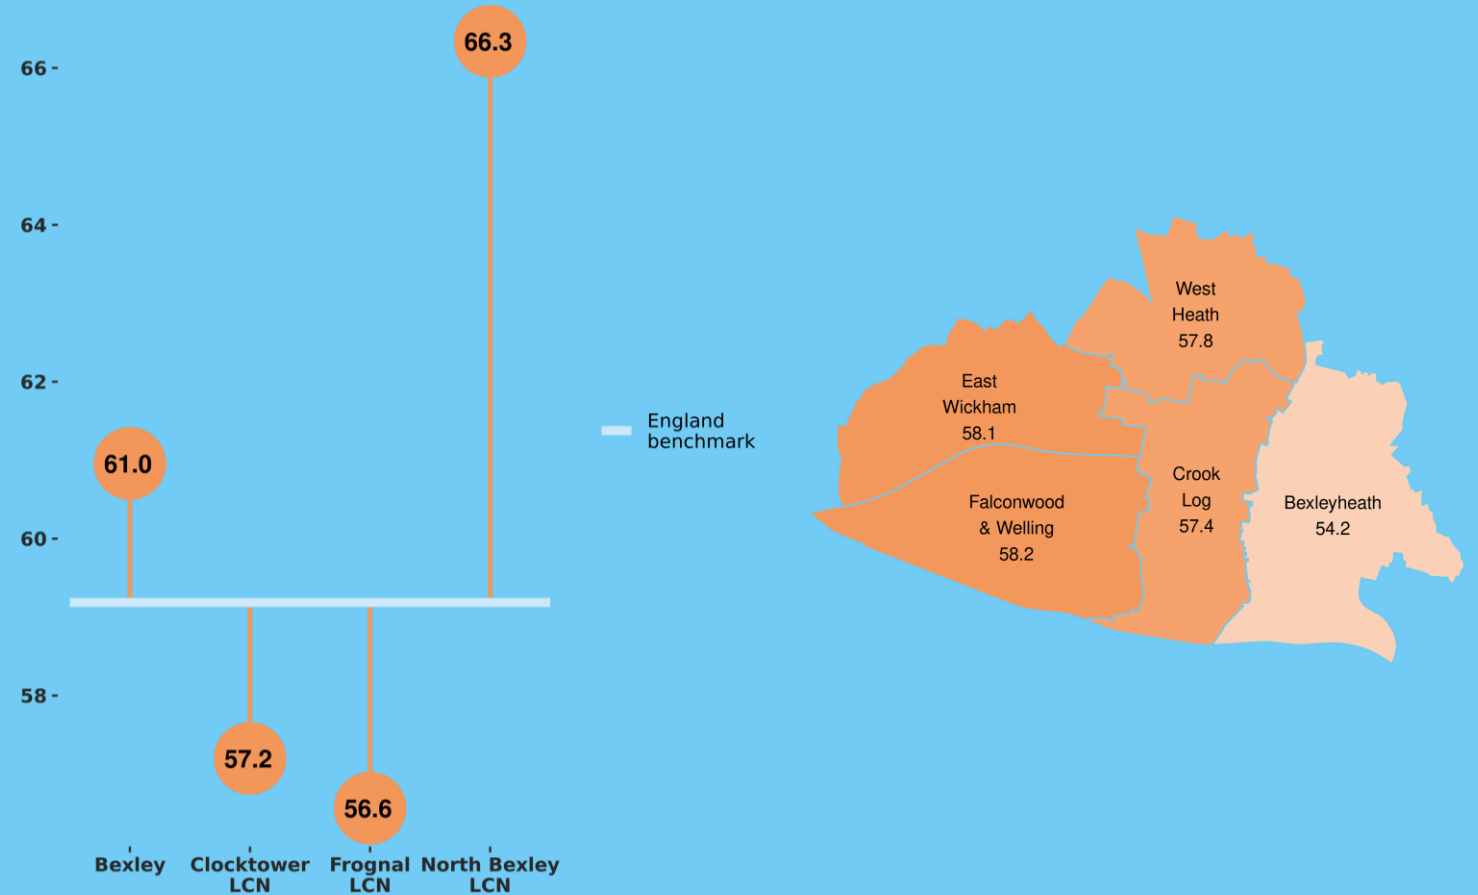 66
64
62
60
58
66.3
61.0
57.2
56.6
Bexley
Clocktower
LCN
Frognal
LCN
North Bexley
LCN
England
benchmark
West
Heath
57.8
East
Wickham
58.1
Crook
Log
57.4
Falconwood
& Welling
58.2
Bexleyheath
54.2